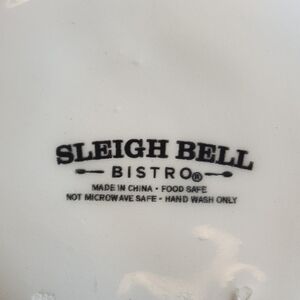 SLEIGH BELL
BISTRO®
MADE IN CHINA · FOOD SAFE
NOT MICROWAVE SAFE · HAND WASH ONLY